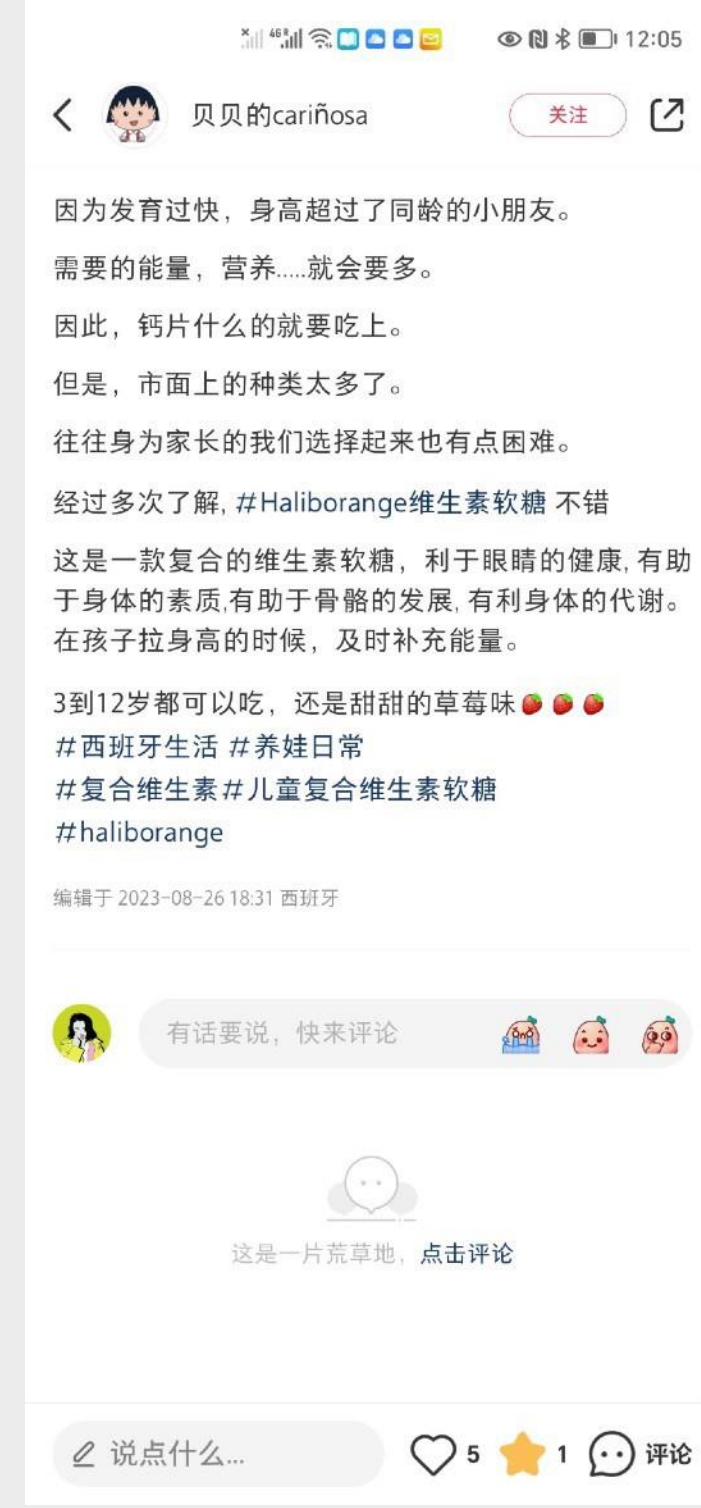 46 12:05
贝贝的cariñosa 关注
因为发育过快，身高超过了同龄的小朋友。
需要的能量，营养.....就会要多。
因此，钙片什么的就要吃上。
但是，市面上的种类太多了。
往往身为家长的我们选择起来也有点困难。
经过多次了解, #Haliborange维生素软糖 不错
这是一款复合的维生素软糖，利于眼睛的健康, 有助
于身体的素质,有助于骨骼的发展, 有利身体的代谢。
在孩子拉身高的时候，及时补充能量。
3到12岁都可以吃，还是甜甜的草莓味🍓🍓🍓
#西班牙生活 #养娃日常
#复合维生素#儿童复合维生素软糖
#haliborange
编辑于 2023-08-26 18:31 西班牙
有话要说，快来评论
这是一片荒草地，点击评论
说点什么... 5 1 评论